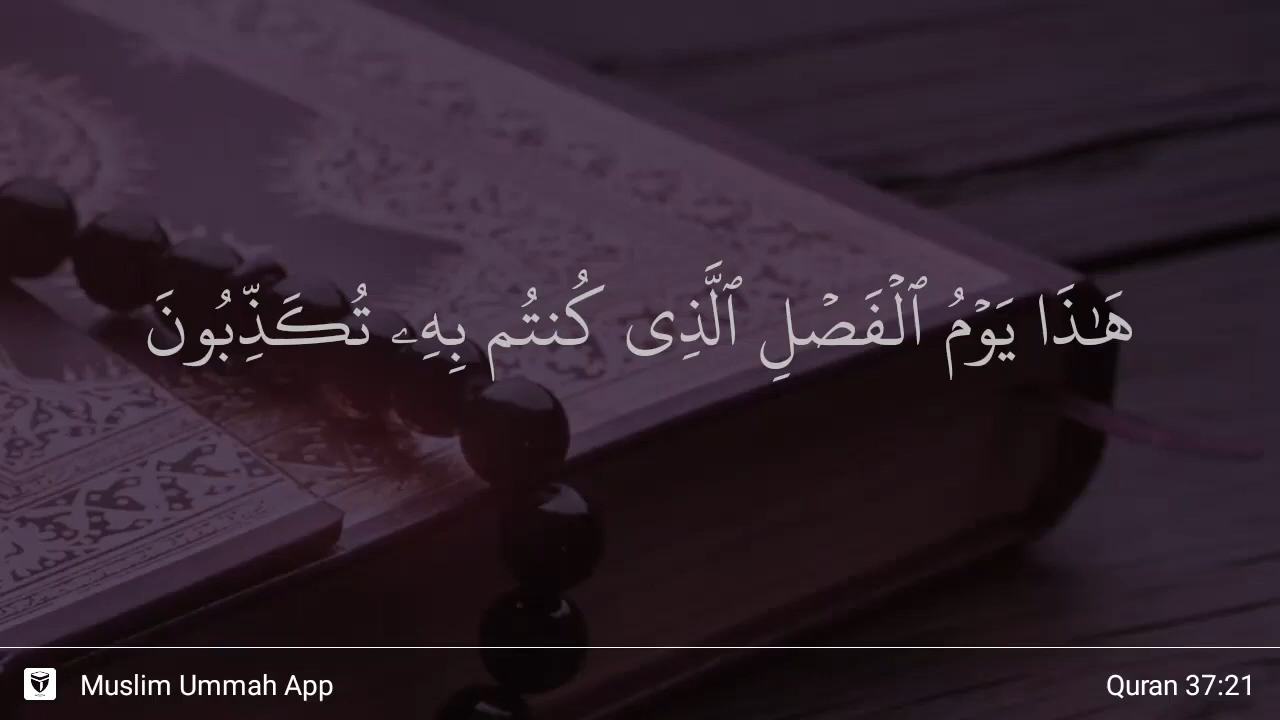 هَـٰذَا يَوْمُ ٱلْفَصْلِ ٱلَّذِى كُنتُم بِهِۦ تُكَذِّبُونَ
Muslim Ummah App
Quran 37:21